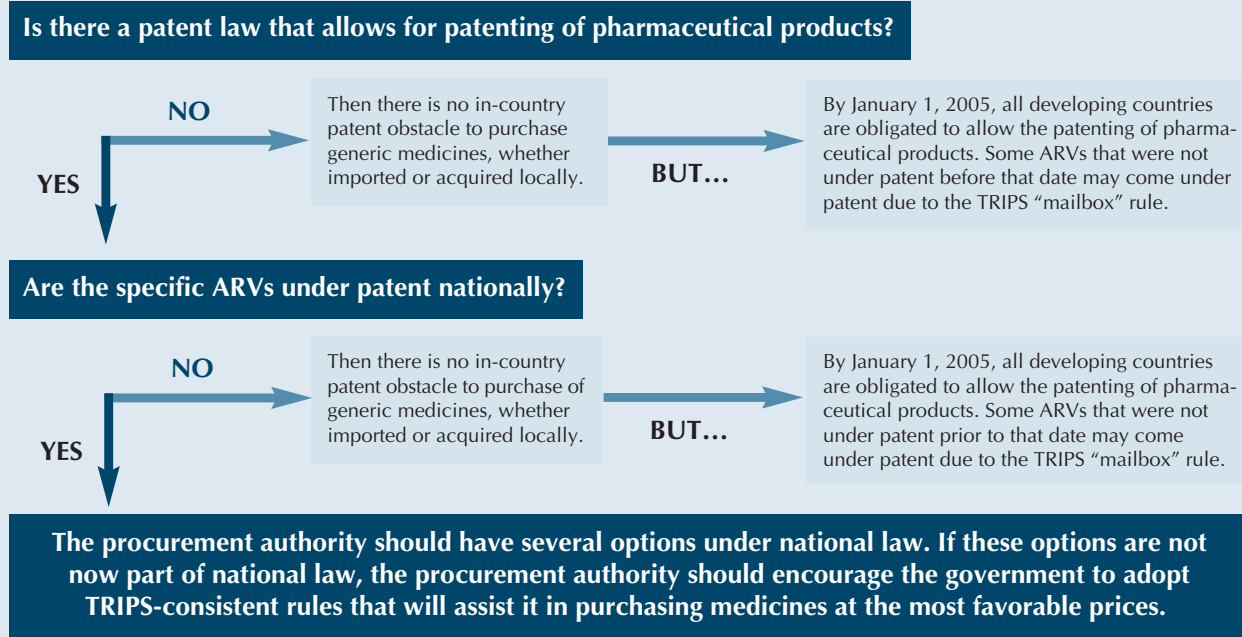 Is there a patent law that allows for patenting of pharmaceutical products?
NO
Then there is no in-country
patent obstacle to purchase
generic medicines, whether
imported or acquired locally.
BUT…
By January 1, 2005, all developing countries
are obligated to allow the patenting of pharma-
ceutical products. Some ARVs that were not
under patent before that date may come under
patent due to the TRIPS “mailbox” rule.
YES
Are the specific ARVs under patent nationally?
NO
Then there is no in-country
patent obstacle to purchase of
generic medicines, whether
imported or acquired locally.
BUT…
By January 1, 2005, all developing countries
are obligated to allow the patenting of pharma-
ceutical products. Some ARVs that were not
under patent prior to that date may come
under patent due to the TRIPS “mailbox” rule.
YES
The procurement authority should have several options under national law. If these options are not
now part of national law, the procurement authority should encourage the government to adopt
TRIPS-consistent rules that will assist it in purchasing medicines at the most favorable prices.